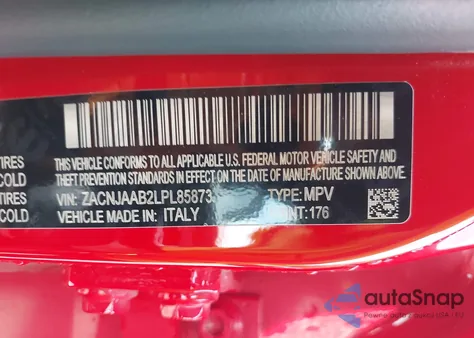 TIRES
COLD
TIRES
COLD
THIS VEHICLE CONFORMS TO ALL APPLICABLE U.S. FEDERAL MOTOR VEHICLE SAFETY
AND THEFT PREVENTION STANDARDS IN EFFECT ON THE DATE OF MANUFACTURE
SHOWN ABOVE.
VIN: ZACNJAAB2LPL85873 TYPE: MPV
VEHICLE MADE IN: ITALY INT: 176
autoSnap